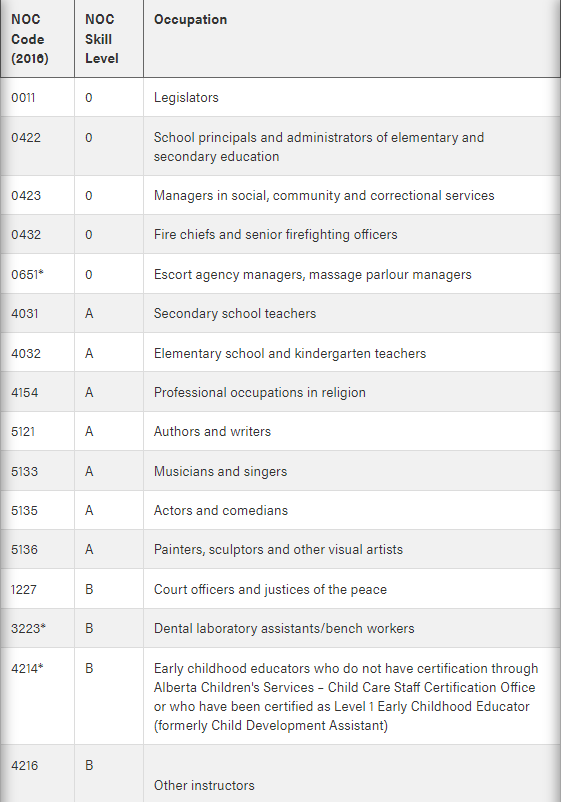 NOC Code (2016) NOC Skill Level Occupation
0011 0 Legislators
0422 0 School principals and administrators of elementary and
secondary education
0423 0 Managers in social, community and correctional services
0432 0 Fire chiefs and senior firefighting officers
0651* 0 Escort agency managers, massage parlour managers
4031 A Secondary school teachers
4032 A Elementary school and kindergarten teachers
4154 A Professional occupations in religion
5121 A Authors and writers
5133 A Musicians and singers
5135 A Actors and comedians
5136 A Painters, sculptors and other visual artists
1227 B Court officers and justices of the peace
3223* B Dental laboratory assistants/bench workers
4214* B Early childhood educators who do not have certification through
Alberta Children's Services – Child Care Staff Certification Office
or who have been certified as Level 1 Early Childhood Educator
(formerly Child Development Assistant)
4216 B
Other instructors